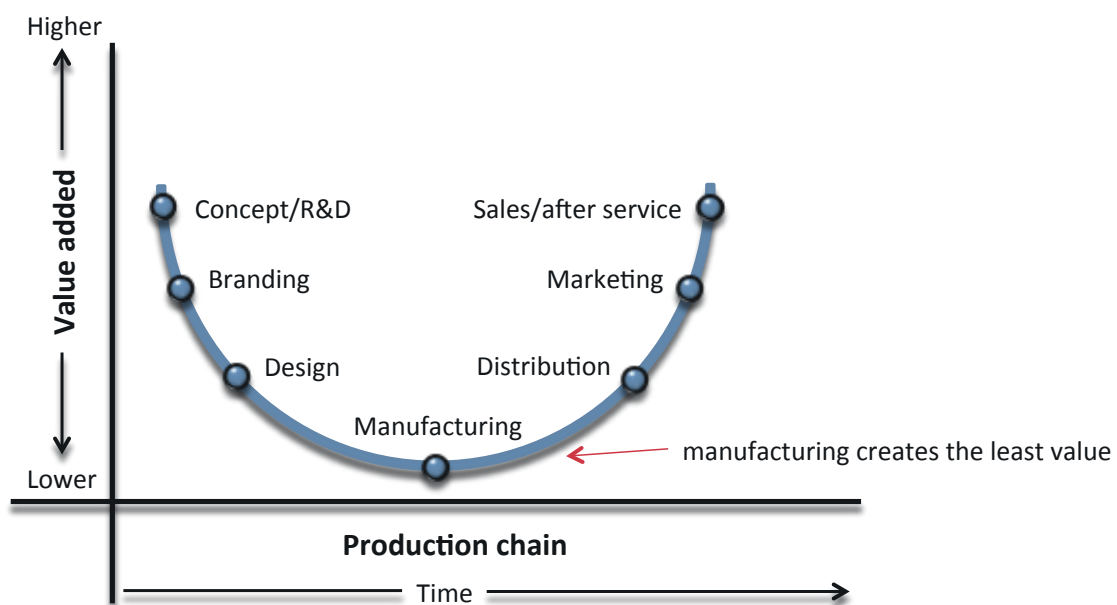 Higher
Value added
Concept/R&D
Sales/after service
Branding
Marketing
Design
Distribution
Manufacturing
manufacturing creates the least value
Lower
Production chain
Time